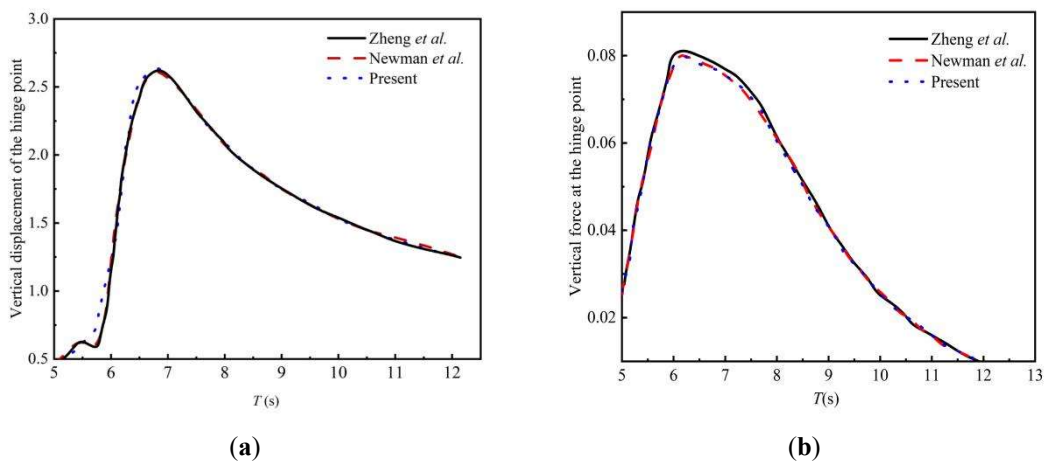 3.0
2.5
2.0
1.5
1.0
0.5
Vertical displacement of the hinge point
Zheng et al.
Newman et al.
Present
5 6 7 8 9 10 11 12
T (s)
(a)
0.08
0.06
0.04
0.02
Vertical force at the hinge point
Zheng et al.
Newman et al.
Present
5 6 7 8 9 10 11 12 13
T(s)
(b)